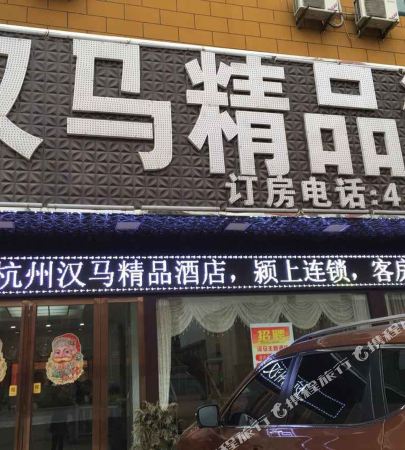 汉马精品
订房电话:4
杭州汉马精品酒店，颍上连锁，客房
招聘
携程旅行